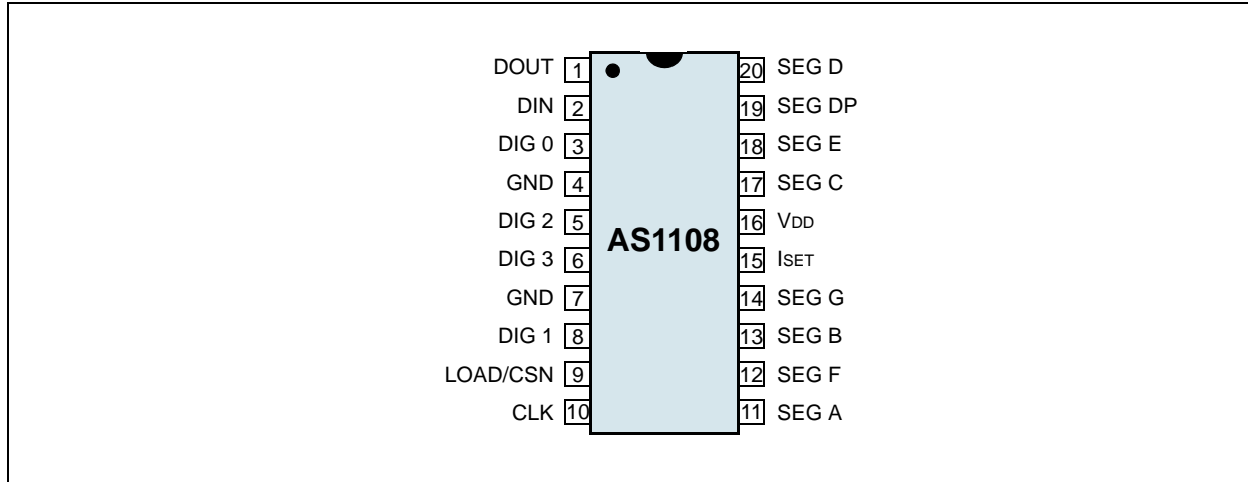 DOUT 1 20 SEG D
DIN 2 19 SEG DP
DIG 0 3 18 SEG E
GND 4 17 SEG C
DIG 2 5 16 VDD
AS1108
DIG 3 6 15 ISET
GND 7 14 SEG G
DIG 1 8 13 SEG B
LOAD/CSN 9 12 SEG F
CLK 10 11 SEG A